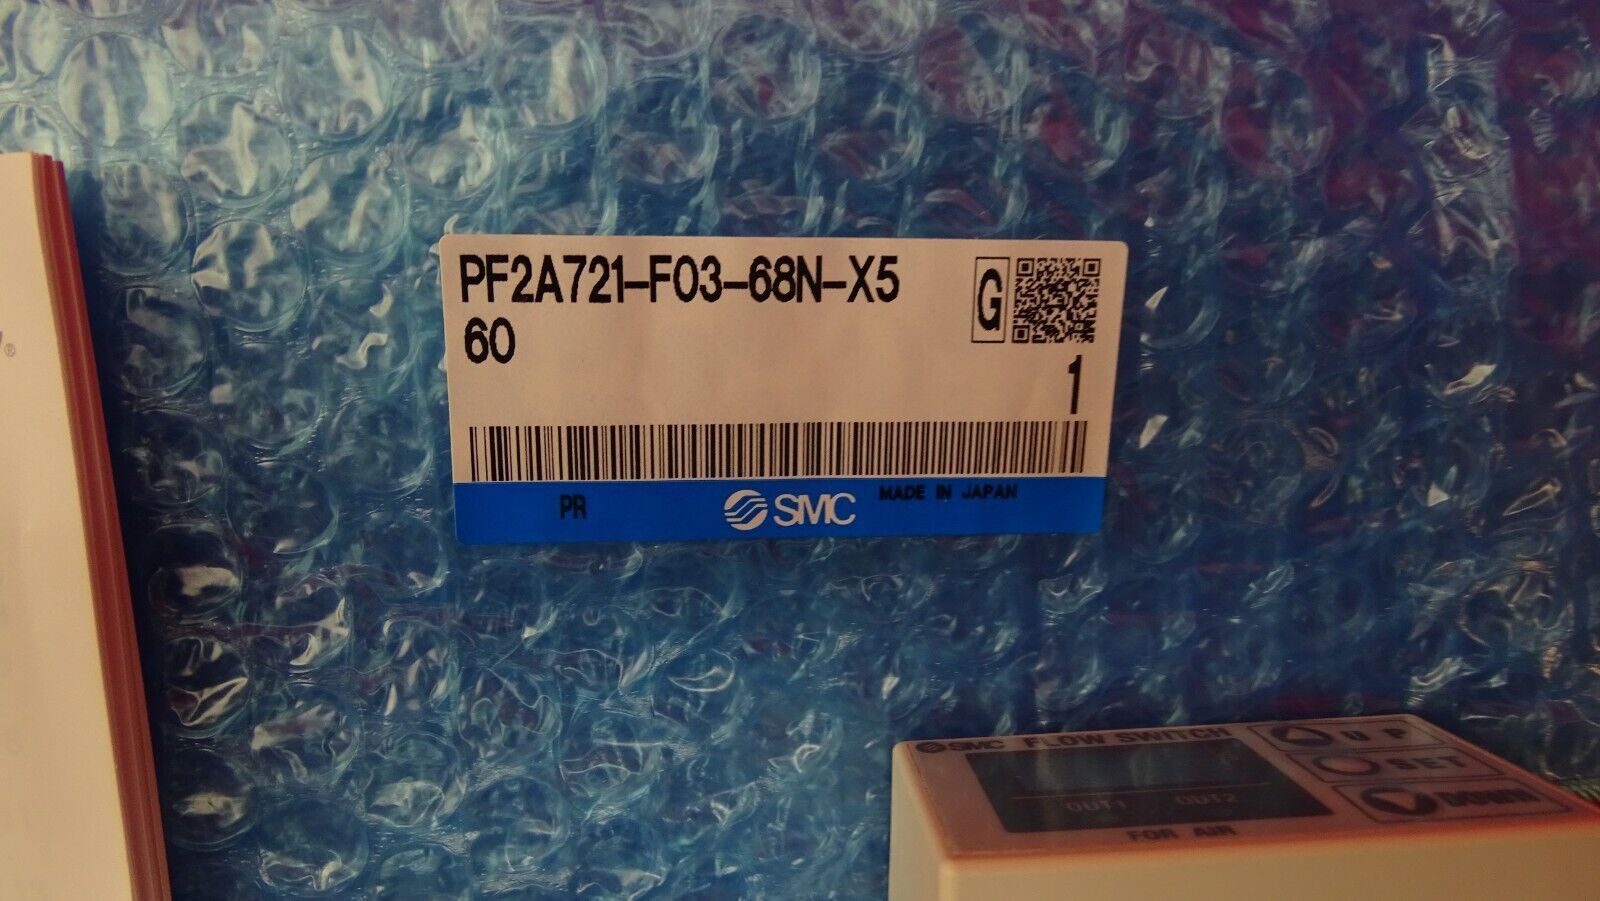 PF2A721-F03-68N-X5
60
G
1
PR
SMC
MADE IN JAPAN
SMC FLOW SWITCH
OUT1 OUT2
FOR AIR
UP
SET
DOWN